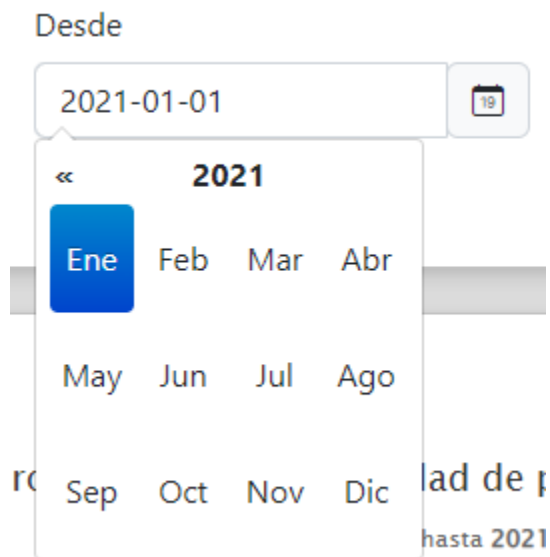 Desde
2021-01-01
19
« 2021
Ene Feb Mar Abr
May Jun Jul Ago
Sep Oct Nov Dic
dad de
hasta 2021